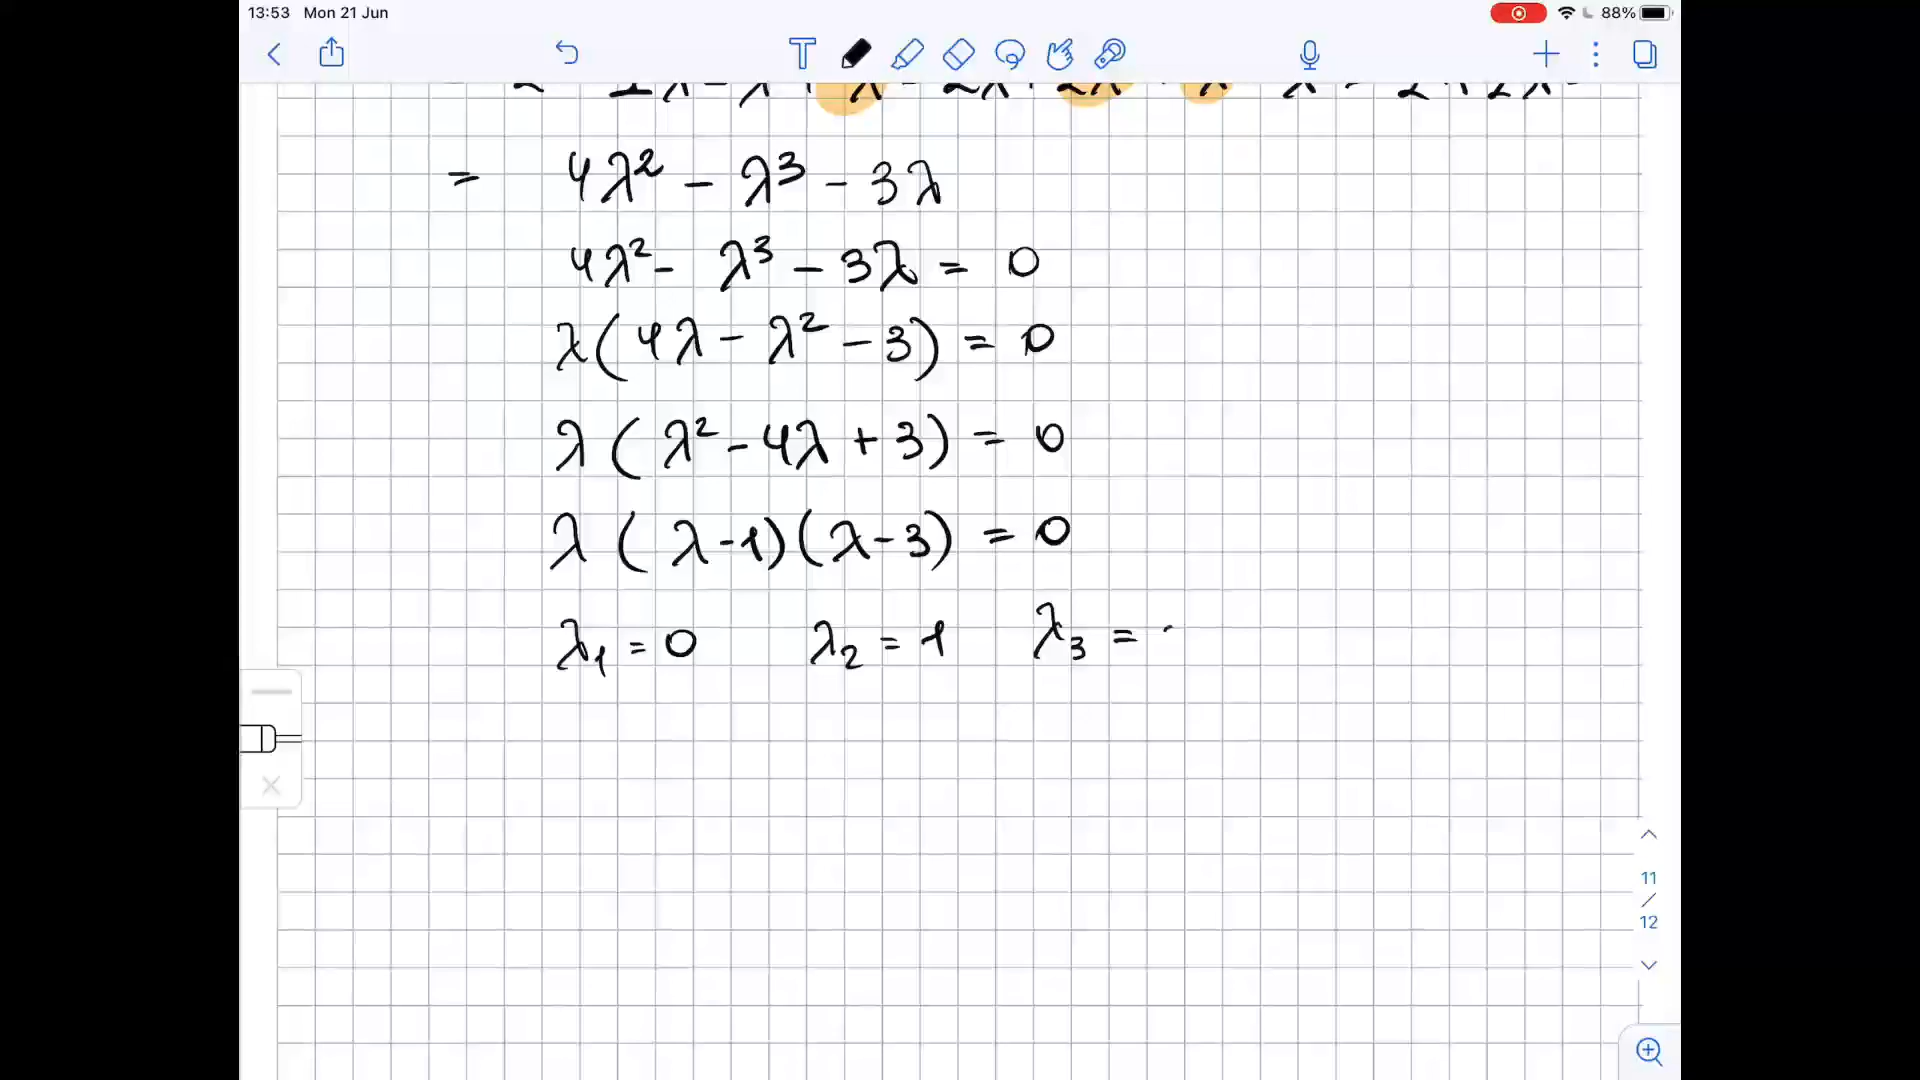 13:53 Mon 21 Jun 88%
T
= 4λ² - λ³ - 3λ
4λ² - λ³ - 3λ = 0
λ(4λ - λ² - 3) = 0
λ(λ² - 4λ + 3) = 0
λ(λ-1)(λ-3) = 0
λ₁ = 0 λ₂ = 1 λ₃ =
11
/
12